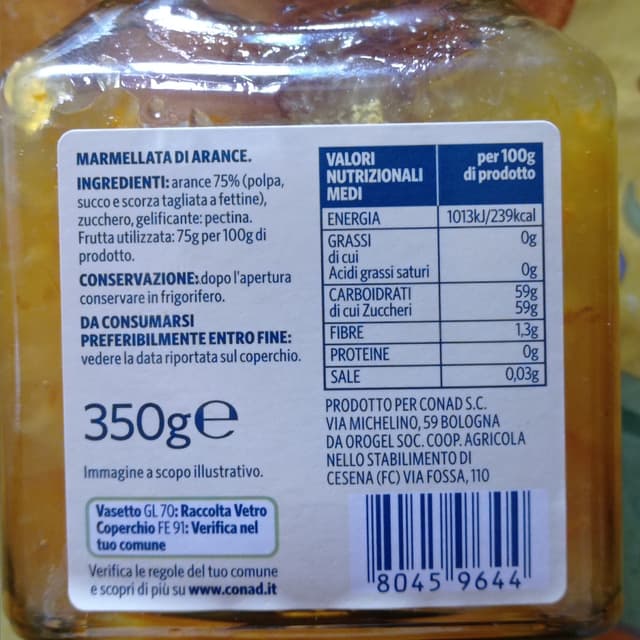 MARMELLATA DI ARANCE.
INGREDIENTI: arance 75% (polpa,
succo e scorza tagliata a fettine),
zucchero, gelificante: pectina.
Frutta utilizzata: 75g per 100g di
prodotto.
CONSERVAZIONE: dopo l'apertura
conservare in frigorifero.
DA CONSUMARSI
PREFERIBILMENTE ENTRO FINE:
vedere la data riportata sul coperchio.
350g℮
Immagine a scopo illustrativo.
Vasetto GL 70: Raccolta Vetro
Coperchio FE 91: Verifica nel
tuo comune
Verifica le regole del tuo comune
e scopri di più su www.conad.it
VALORI NUTRIZIONALI MEDI per 100g di prodotto
ENERGIA 1013kJ/239kcal
GRASSI 0g
di cui
Acidi grassi saturi 0g
CARBOIDRATI 59g
di cui Zuccheri 59g
FIBRE 1,3g
PROTEINE 0g
SALE 0,03g
PRODOTTO PER CONAD S.C.
VIA MICHELINO, 59 BOLOGNA
DA OROGEL SOC. COOP. AGRICOLA
NELLO STABILIMENTO DI
CESENA (FC) VIA FOSSA, 110
8045 9644